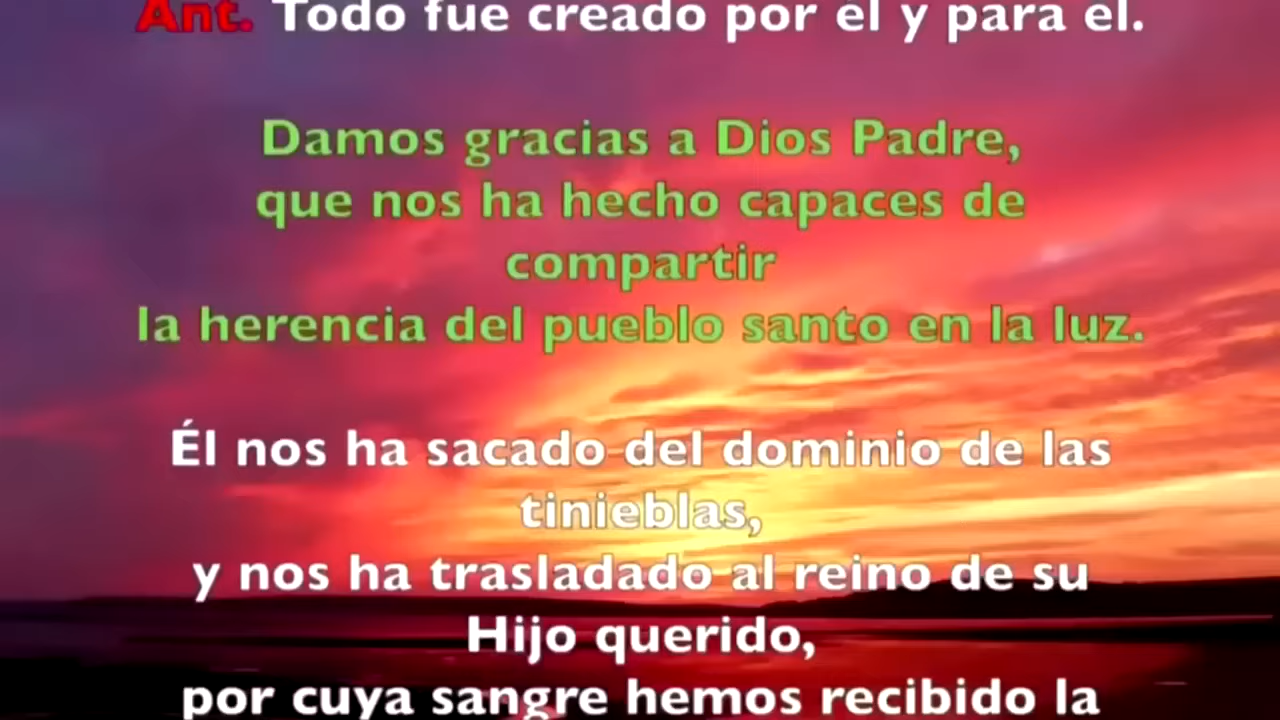 Ant. Todo fue creado por él y para él.
Damos gracias a Dios Padre,
que nos ha hecho capaces de
compartir
la herencia del pueblo santo en la luz.
Él nos ha sacado del dominio de las
tinieblas,
y nos ha trasladado al reino de su
Hijo querido,
por cuya sangre hemos recibido la